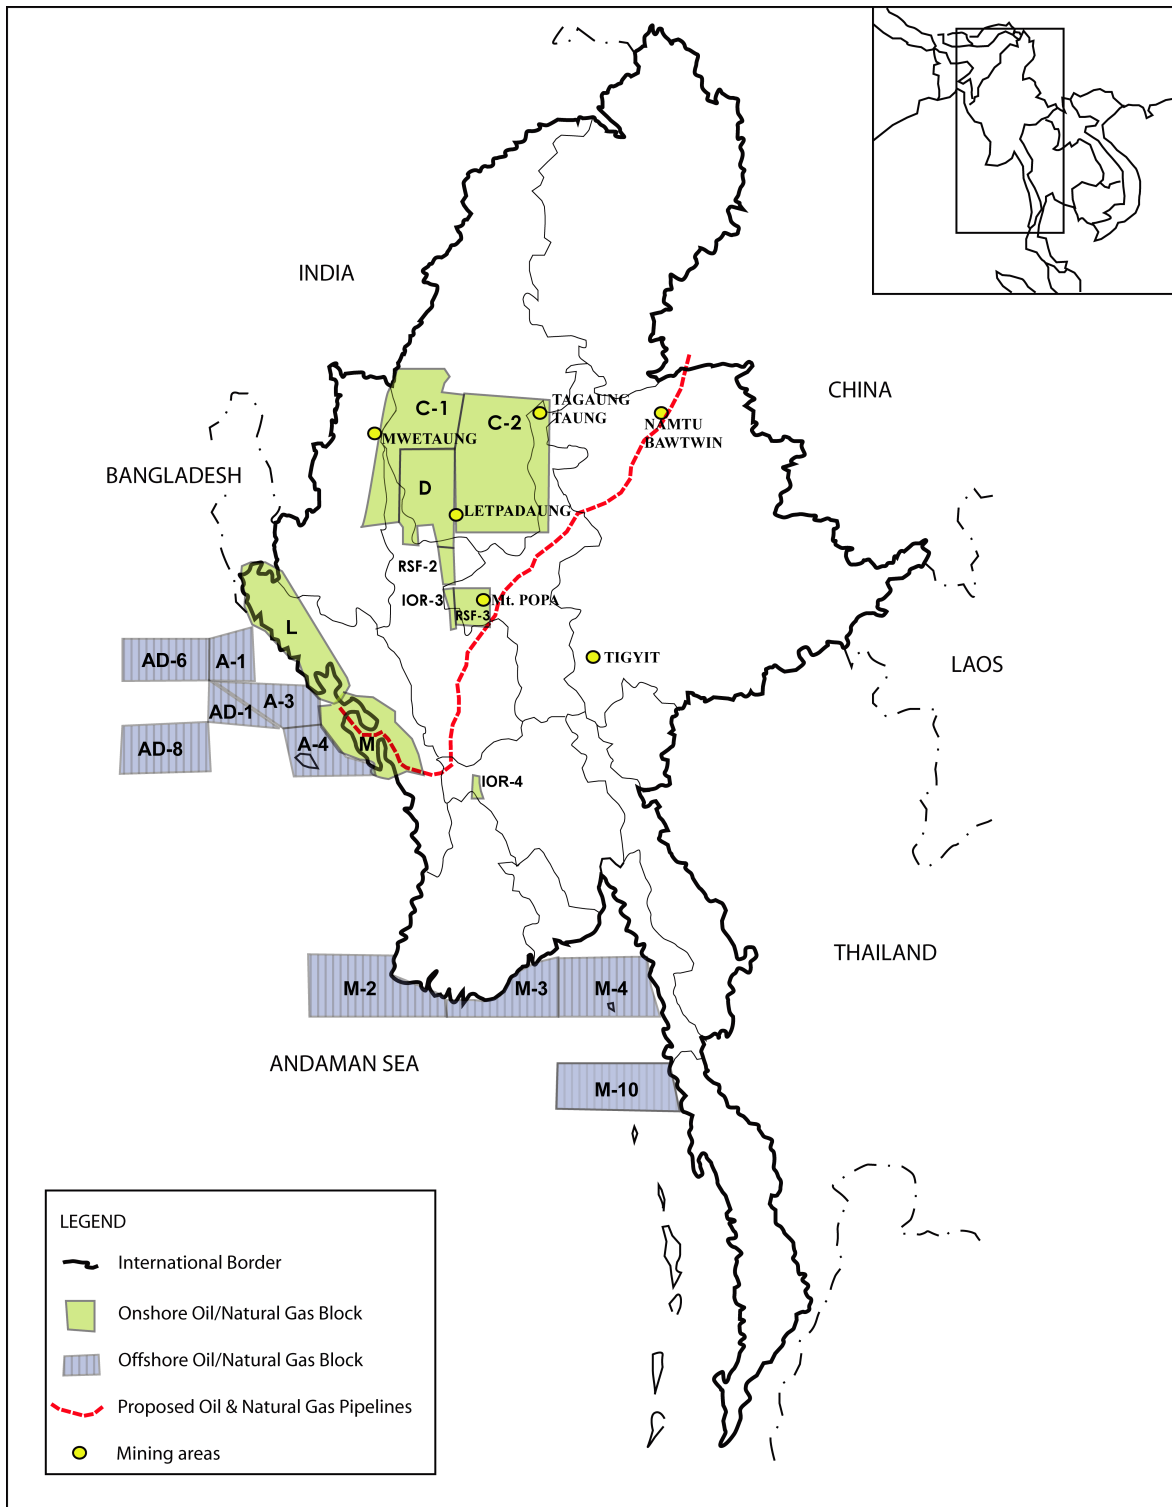 INDIA
CHINA
BANGLADESH
LAOS
THAILAND
ANDAMAN SEA
C-1
C-2
TAGAUNG
TAUNG
NAMTU
BAWTWIN
MWETAUNG
D
LETPADAUNG
RSF-2
IOR-3
Mt. POPA
RSF-3
L
TIGYIT
AD-6
A-1
A-3
AD-1
A-4
M
AD-8
IOR-4
M-2
M-3
M-4
M-10
LEGEND
International Border
Onshore Oil/Natural Gas Block
Offshore Oil/Natural Gas Block
Proposed Oil & Natural Gas Pipelines
Mining areas